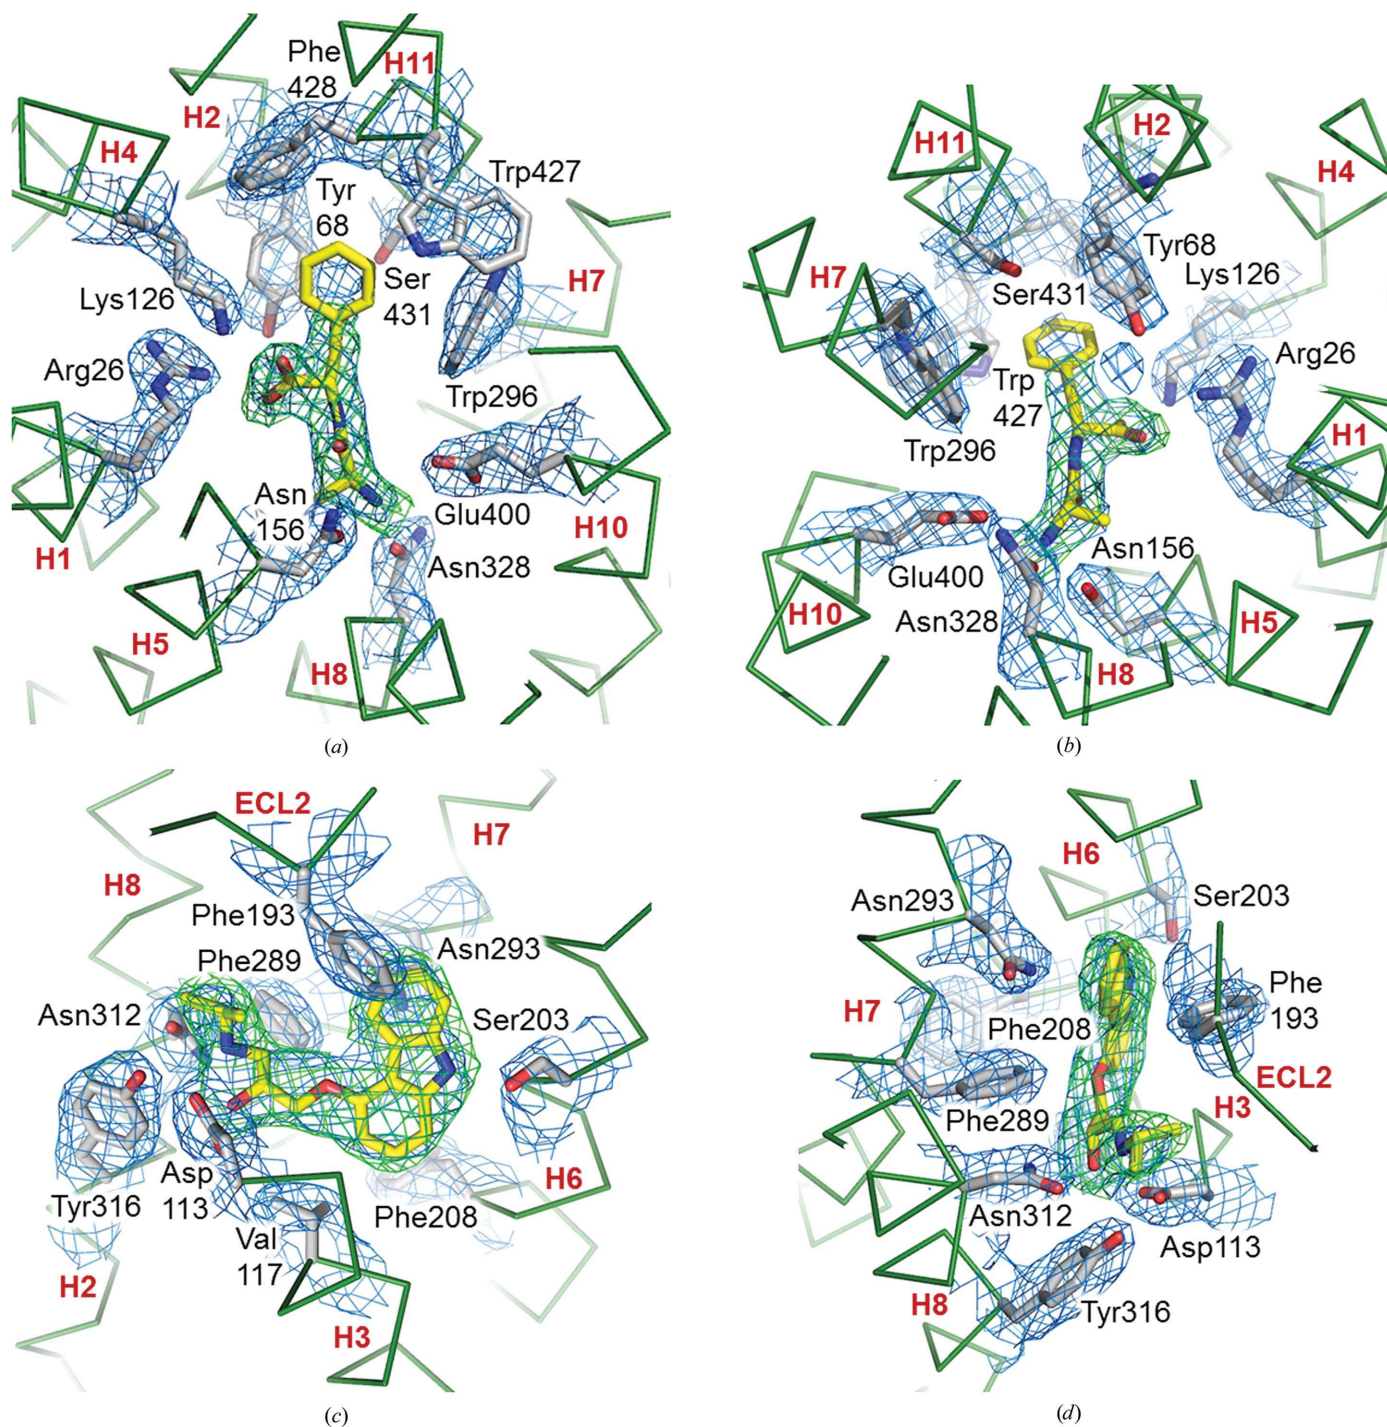 Phe
428
H11
H2
H4
Tyr
68
Trp427
Lys126
Ser
431
H7
Arg26
Trp296
Asn
156
Glu400
H10
H1
Asn328
H5
H8
(a)
H2
H11
H4
Tyr68
Lys126
H7
Ser431
Arg26
Trp
427
Trp296
H1
Asn156
Glu400
H10
Asn328
H5
H8
(b)
ECL2
H7
H8
Phe193
Asn293
Phe289
Asn312
Ser203
Asp
113
H6
Tyr316
Phe208
Val
117
H2
H3
(c)
H6
Asn293
Ser203
H7
Phe
193
Phe208
ECL2
H3
Phe289
Asn312
Asp113
H8
Tyr316
(d)